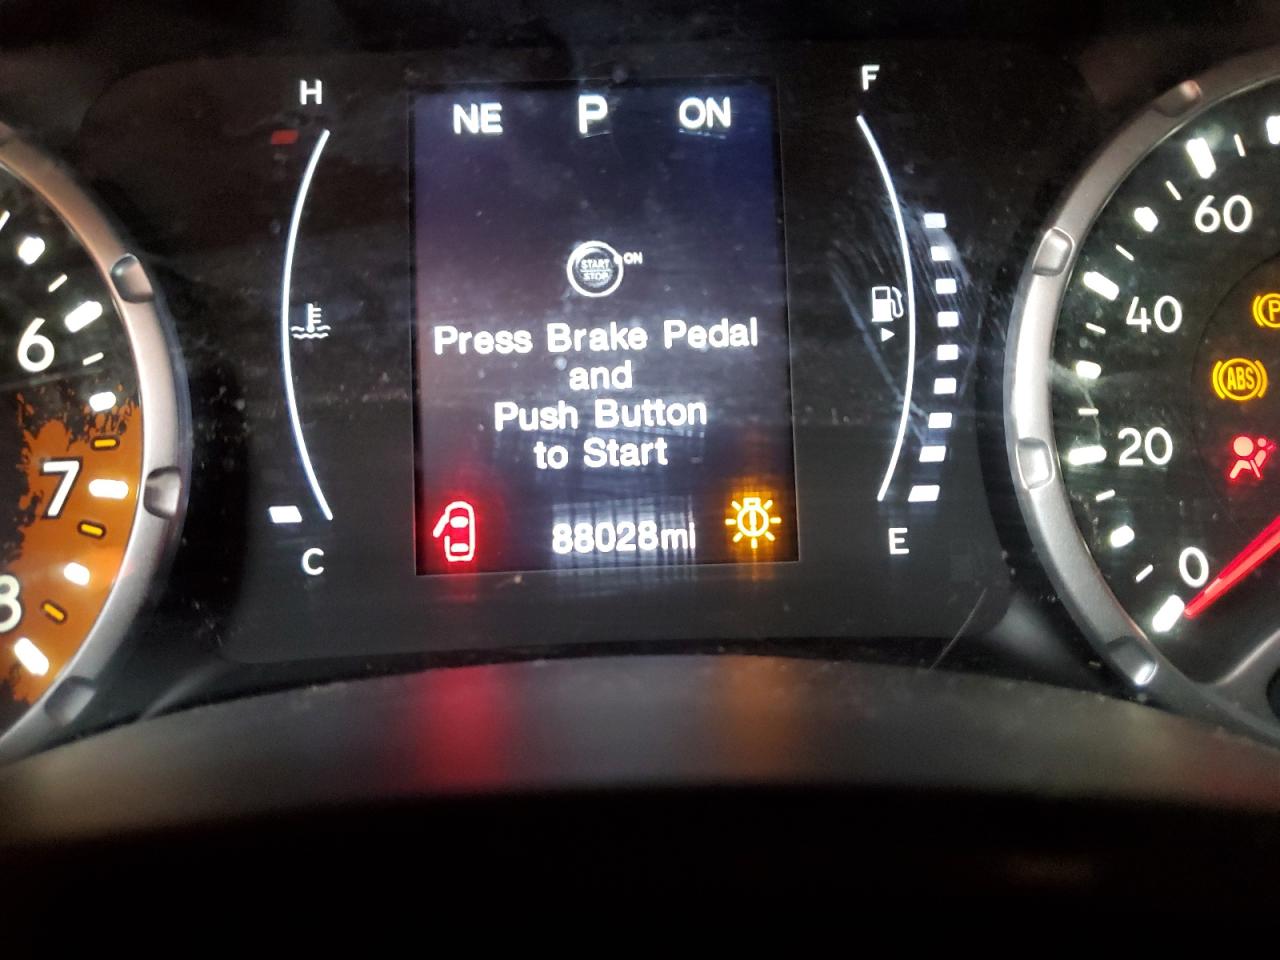 H
NE P ON
F
START
STOP
ON
Press Brake Pedal
and
Push Button
to Start
88028mi
C
E
6
7
8
60
40
20
0
P
ABS